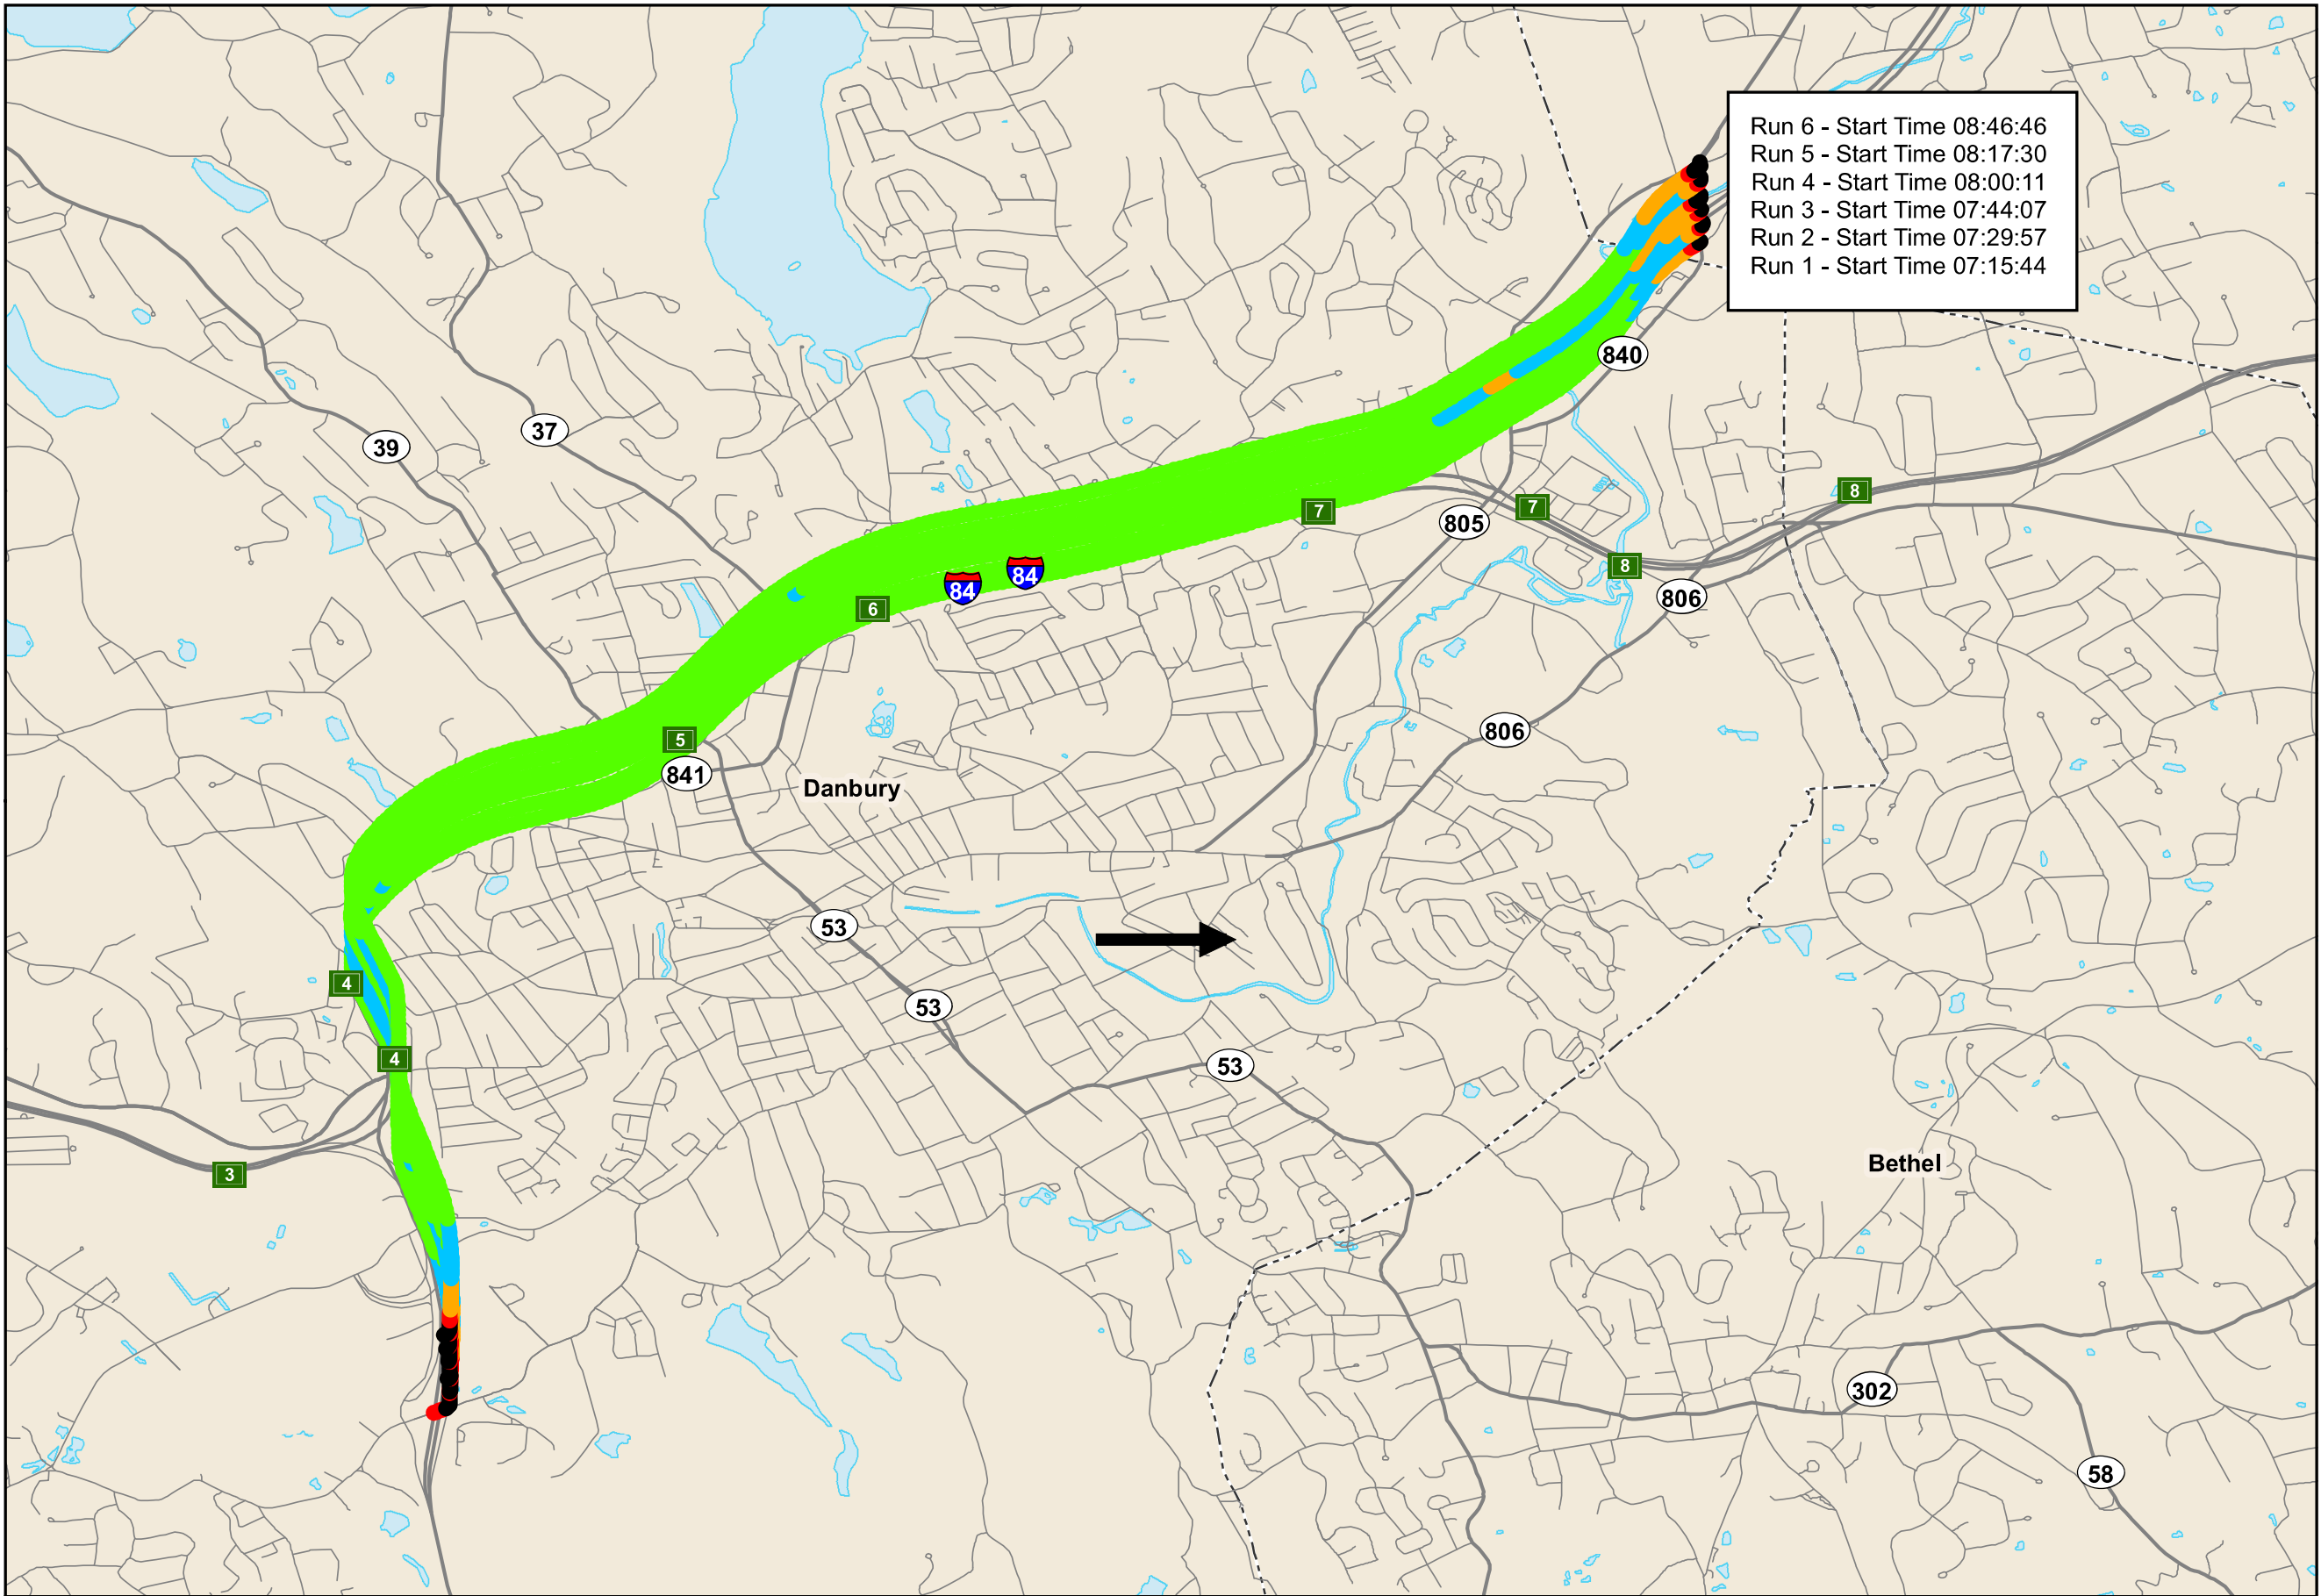 Run 6 - Start Time 08:46:46
Run 5 - Start Time 08:17:30
Run 4 - Start Time 08:00:11
Run 3 - Start Time 07:44:07
Run 2 - Start Time 07:29:57
Run 1 - Start Time 07:15:44
840
37
39
8
7
7
805
8
84
84
806
6
806
5
841
Danbury
53
4
53
4
53
Bethel
3
302
58